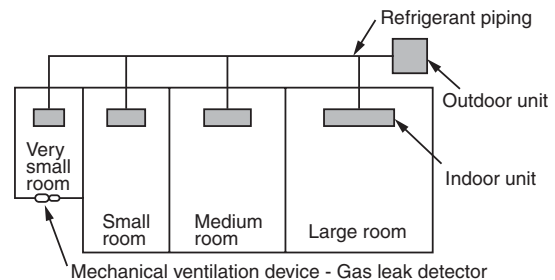 Refrigerant piping
Outdoor unit
Very
small
room
Indoor unit
Small
room
Medium
room
Large room
Mechanical ventilation device - Gas leak detector